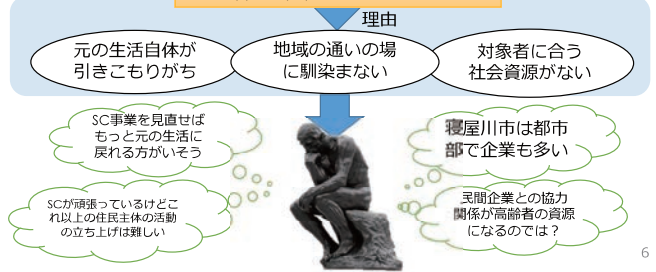 理由
元の生活自体が
引きこもりがち
地域の通いの場
に馴染まない
対象者に合う
社会資源がない
SC事業を見直せば
もっと元の生活に
戻れる方がいそう
寝屋川市は都市
部で企業も多い
SCが頑張っているけどこ
れ以上の住民主体の活動
の立ち上げは難しい
民間企業との協力
関係が高齢者の資源
になるのでは？
6